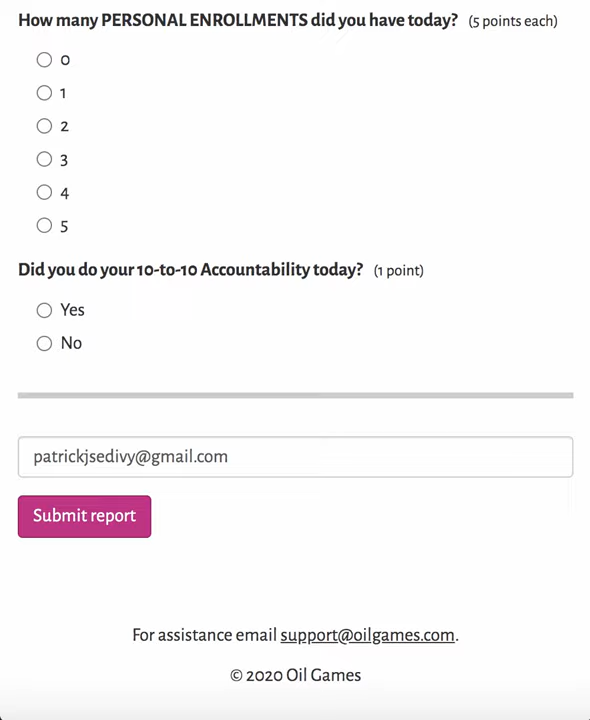 How many PERSONAL ENROLLMENTS did you have today? (5 points each)
0
1
2
3
4
5
Did you do your 10-to-10 Accountability today? (1 point)
Yes
No
patrickjsedivy@gmail.com
Submit report
For assistance email support@oilgames.com.
© 2020 Oil Games